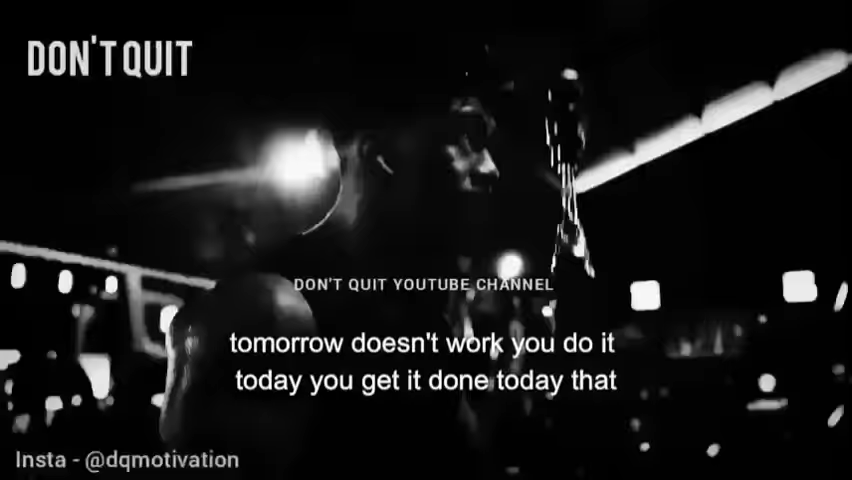 DON'T QUIT
DON'T QUIT YOUTUBE CHANNEL
tomorrow doesn't work you do it
today you get it done today that
Insta - @dqmotivation